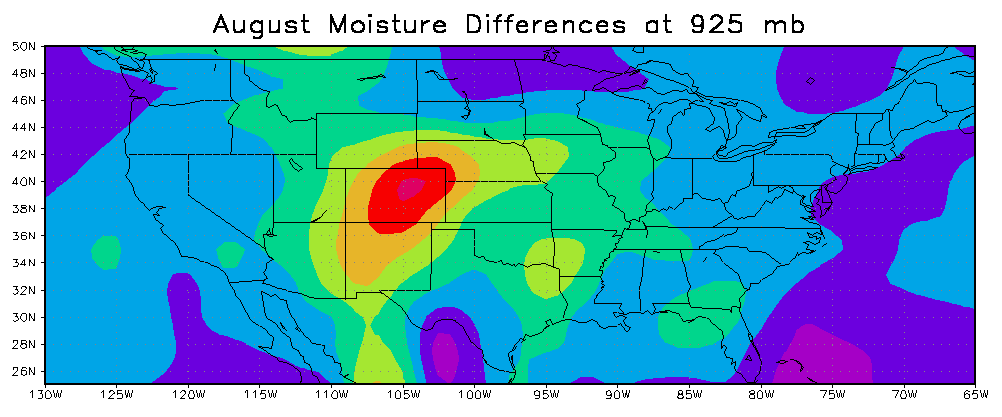 August Moisture Differences at 925 mb
50N
48N
46N
44N
42N
40N
38N
36N
34N
32N
30N
28N
26N
130W 125W 120W 115W 110W 105W 100W 95W 90W 85W 80W 75W 70W 65W